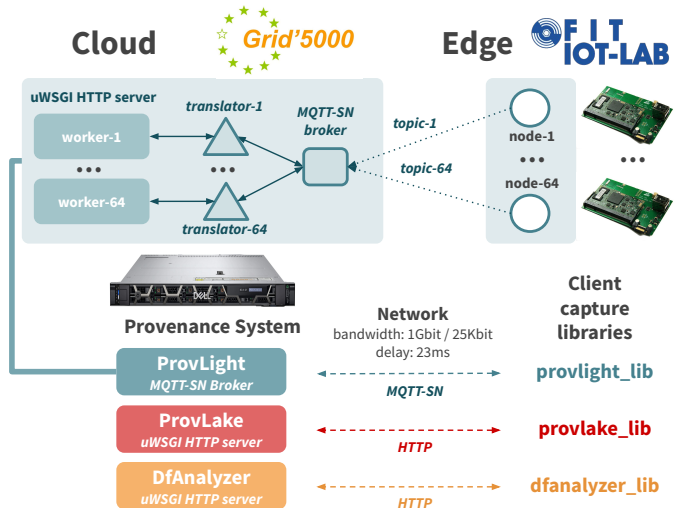 Cloud
Grid'5000
Edge
FIT
IOT-LAB
uWSGI HTTP server
translator-1
MQTT-SN
broker
worker-1
topic-1
node-1
...
...
...
...
topic-64
node-64
worker-64
translator-64
DELL
Provenance System
Network
bandwidth: 1Gbit / 25Kbit
delay: 23ms
Client
capture
libraries
ProvLight
MQTT-SN Broker
MQTT-SN
provlight_lib
ProvLake
uWSGI HTTP server
HTTP
provlake_lib
DfAnalyzer
uWSGI HTTP server
HTTP
dfanalyzer_lib